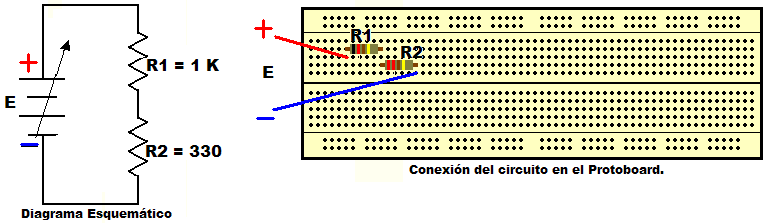 +
E
−
R1 = 1 K
R2 = 330
Diagrama Esquemático
+
E
−
R1
R2
Conexión del circuito en el Protoboard.